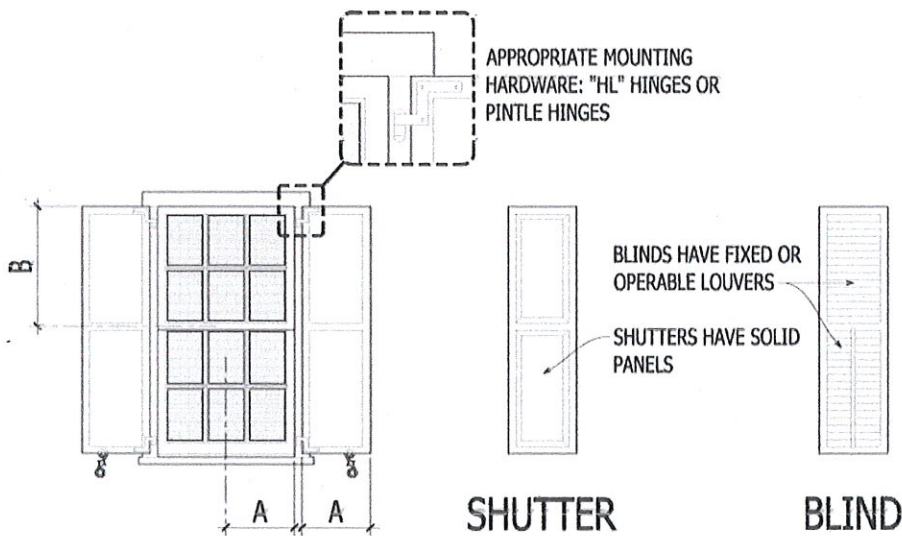 APPROPRIATE MOUNTING
HARDWARE: "HL" HINGES OR
PINTLE HINGES
B
BLINDS HAVE FIXED OR
OPERABLE LOUVERS
SHUTTERS HAVE SOLID
PANELS
A
A
SHUTTER
BLIND